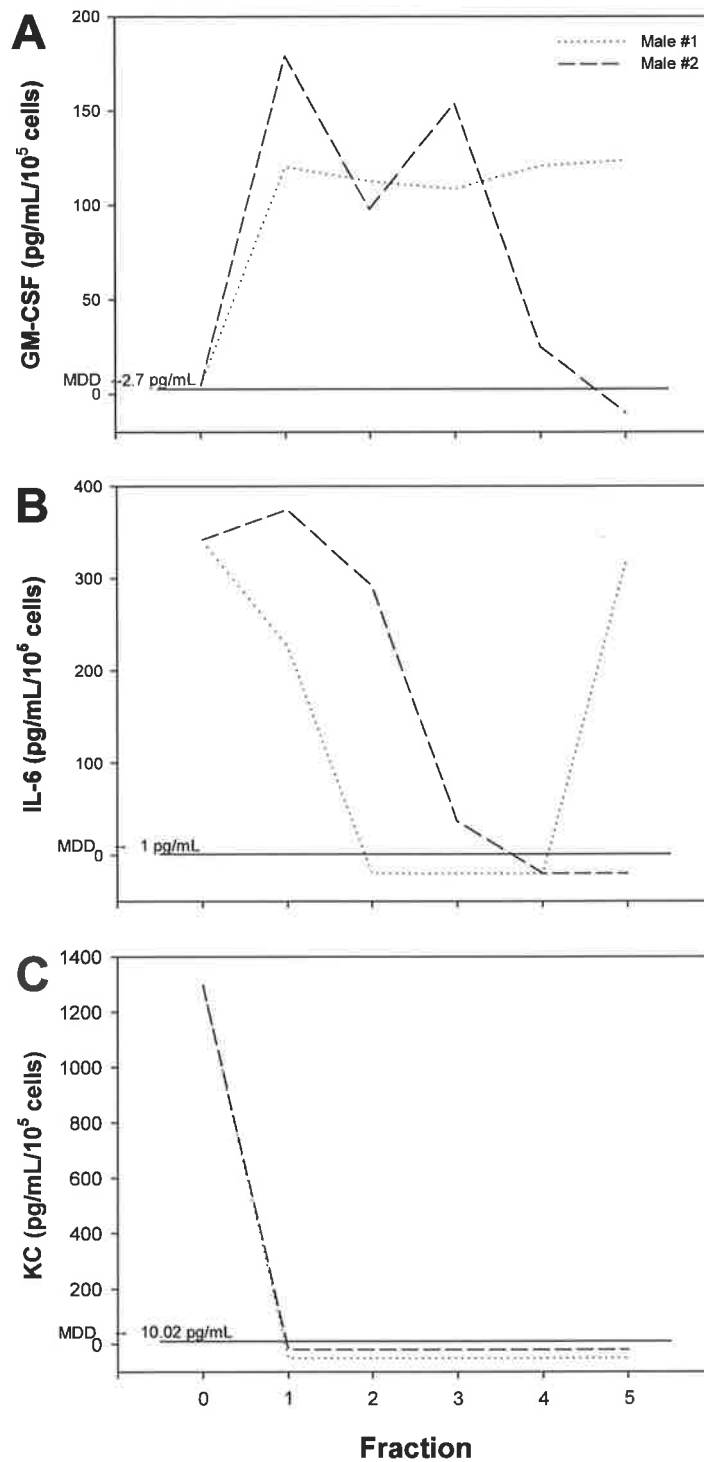 A
GM-CSF (pg/mL/10⁵ cells)
200
150
100
50
0
MDD
2.7 pg/mL
Male #1
Male #2
B
IL-6 (pg/mL/10⁵ cells)
400
300
200
100
0
MDD
1 pg/mL
C
KC (pg/mL/10⁵ cells)
1400
1200
1000
800
600
400
200
0
MDD
10.02 pg/mL
0 1 2 3 4 5
Fraction